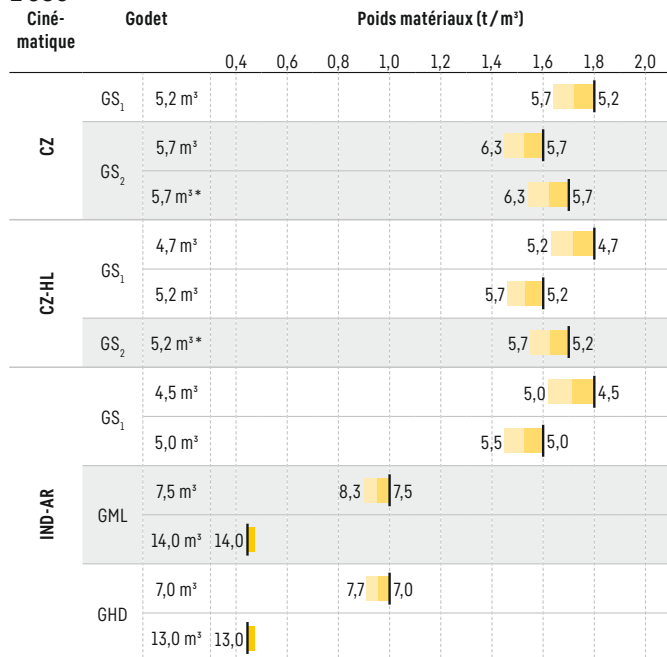 Ciné-
matique
Godet
Poids matériaux (t / m³)
0,4 0,6 0,8 1,0 1,2 1,4 1,6 1,8 2,0
CZ
GS₁ 5,2 m³ 5,7 5,2
GS₂
5,7 m³ 6,3 5,7
5,7 m³ * 6,3 5,7
CZ-HL
GS₁
4,7 m³ 5,2 4,7
5,2 m³ 5,7 5,2
GS₂ 5,2 m³ * 5,7 5,2
IND-AR
GS₁
4,5 m³ 5,0 4,5
5,0 m³ 5,5 5,0
GML
7,5 m³ 8,3 7,5
14,0 m³ 14,0
GHD
7,0 m³ 7,7 7,0
13,0 m³ 13,0